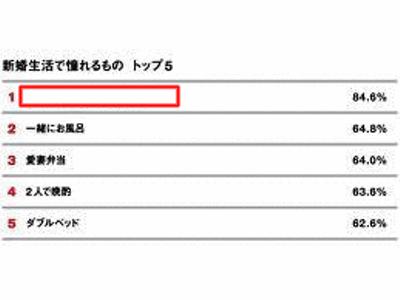 新婚生活で憧れるもの トップ5
1 84.6%
2 一緒にお風呂 64.8%
3 愛妻弁当 64.0%
4 2人で晩酌 63.6%
5 ダブルベッド 62.6%